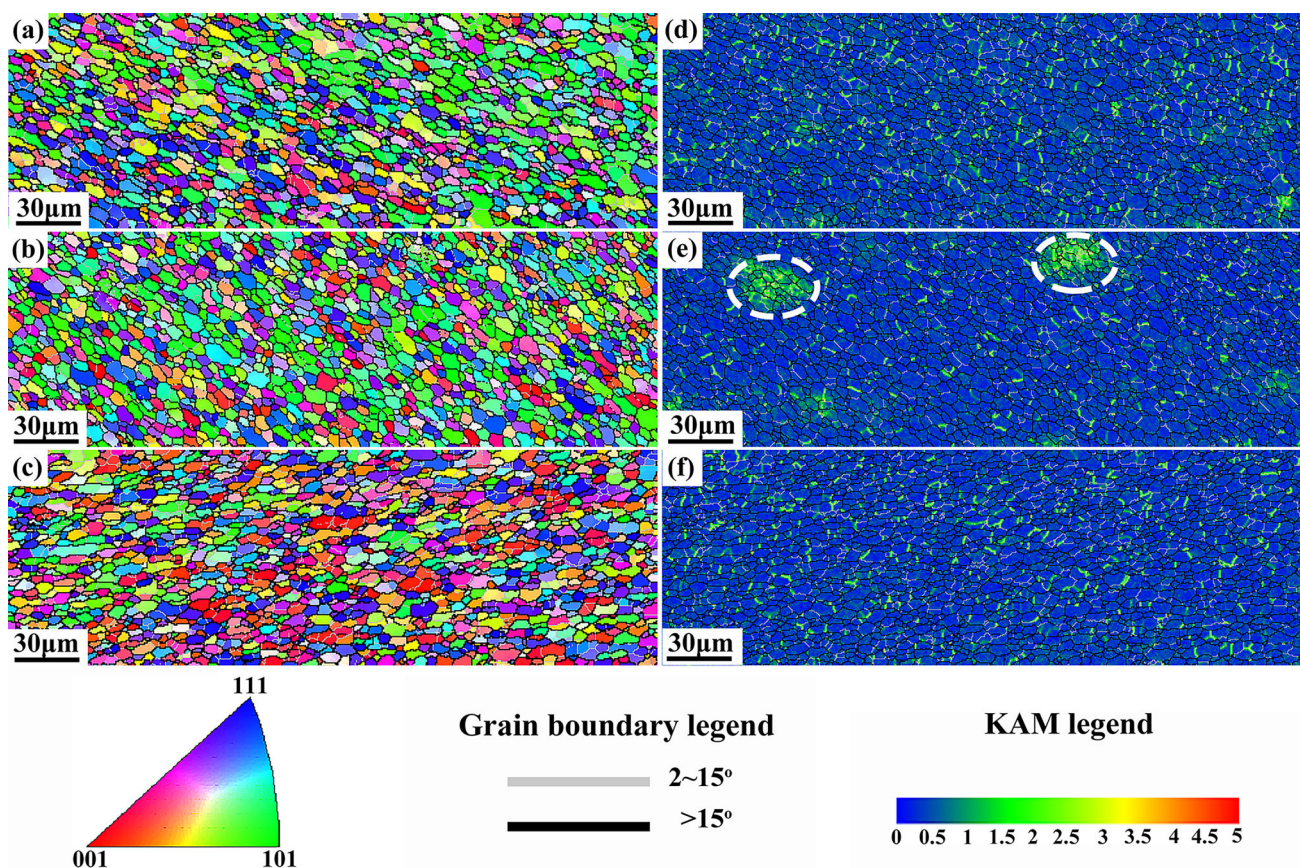 (a)
(d)
30µm
30µm
(b)
(e)
30µm
30µm
(c)
(f)
30µm
30µm
111
001
101
Grain boundary legend
2~15°
>15°
KAM legend
0 0.5 1 1.5 2 2.5 3 3.5 4 4.5 5